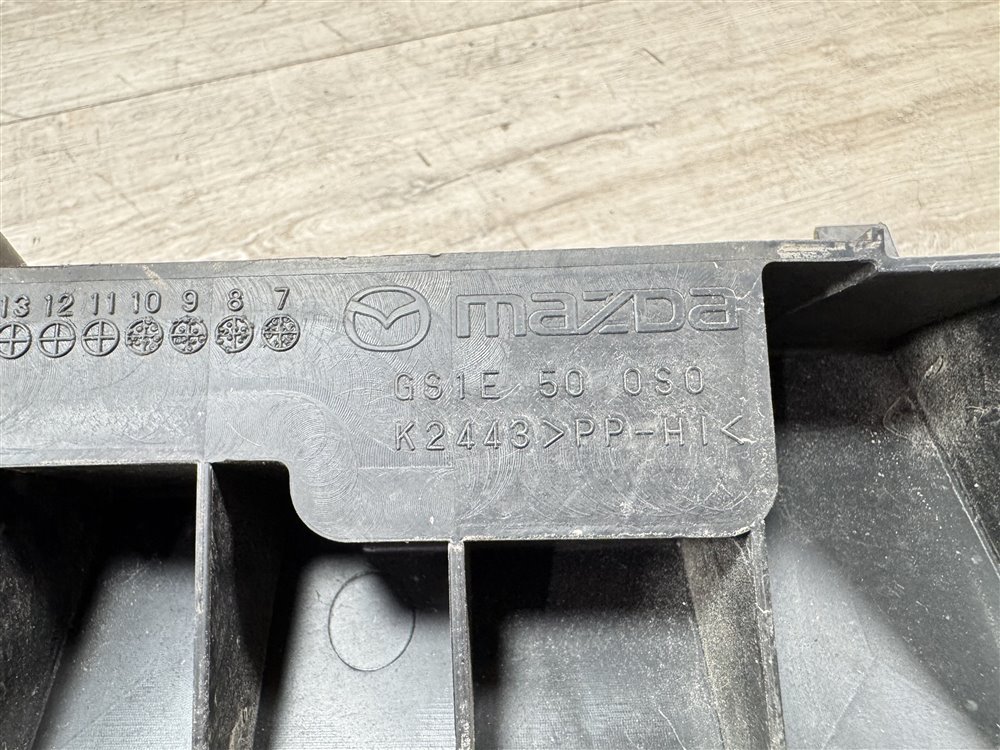 13 12 11 10 9 8 7
mazda
GS1E 50 0S0
K2443>PP-HI<